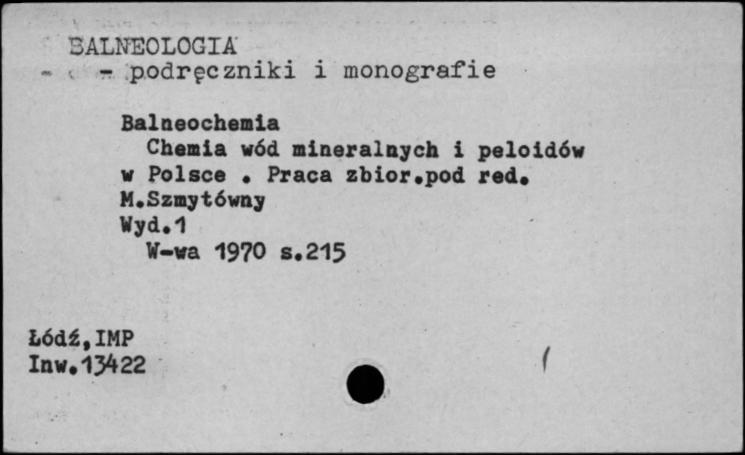 BALNEOLOGIA
- - podręczniki i monografie
Balneochemia
Chemia wód mineralnych i peloidów
w Polsce . Praca zbior.pod red.
M.Szmytówny
Wyd.1
W-wa 1970 s.215
Łódź,IMP
Inw.13422